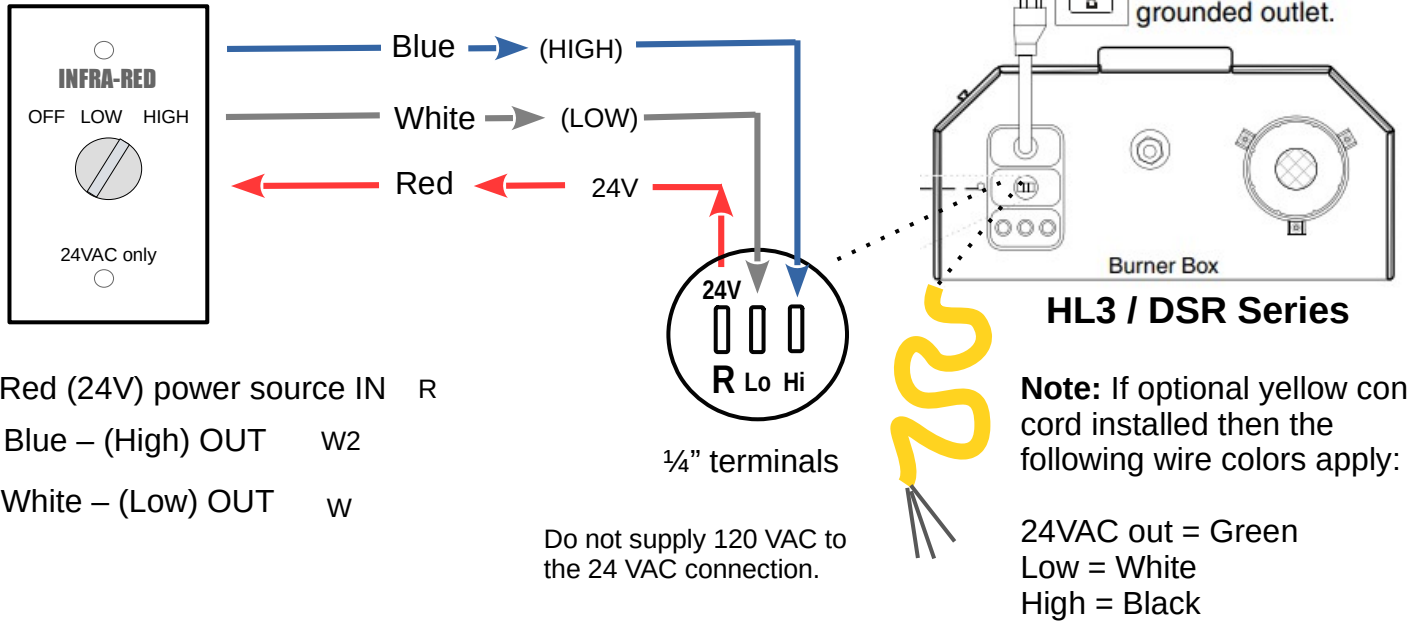 INFRA-RED
OFF LOW HIGH
24VAC only
Blue
(HIGH)
White
(LOW)
Red
24V
24V
R Lo Hi
¼” terminals
Do not supply 120 VAC to
the 24 VAC connection.
Red (24V) power source IN R
Blue – (High) OUT W2
White – (Low) OUT W
grounded outlet.
Burner Box
HL3 / DSR Series
Note: If optional yellow con
cord installed then the
following wire colors apply:
24VAC out = Green
Low = White
High = Black